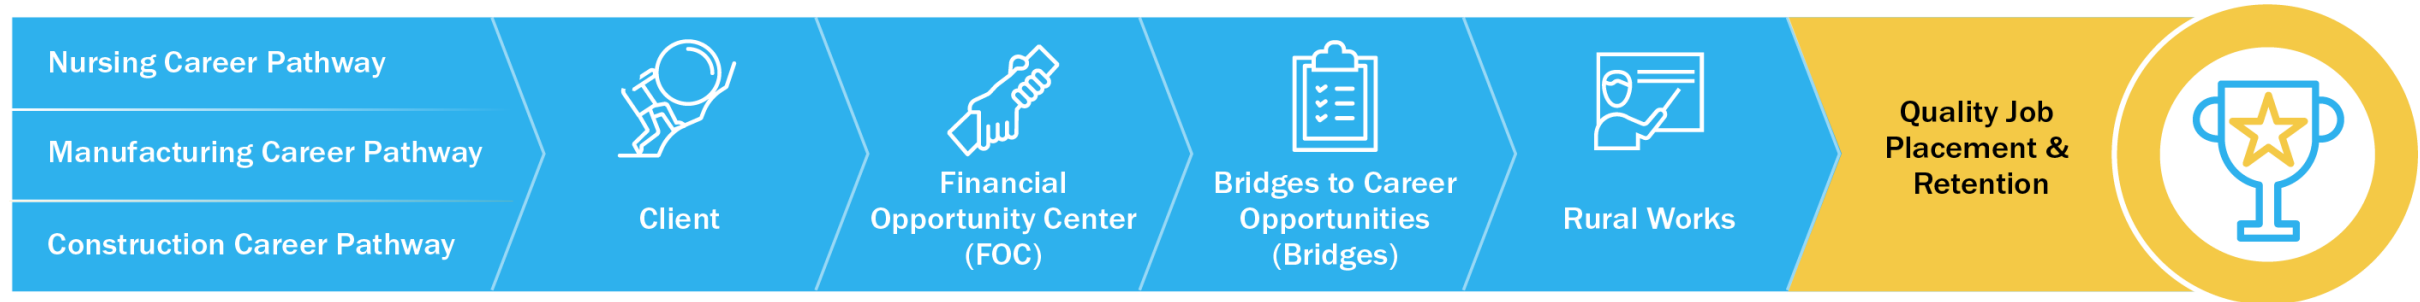 Nursing Career Pathway
Manufacturing Career Pathway
Construction Career Pathway
Client
Financial
Opportunity Center
(FOC)
Bridges to Career
Opportunities
(Bridges)
Rural Works
Quality Job
Placement &
Retention